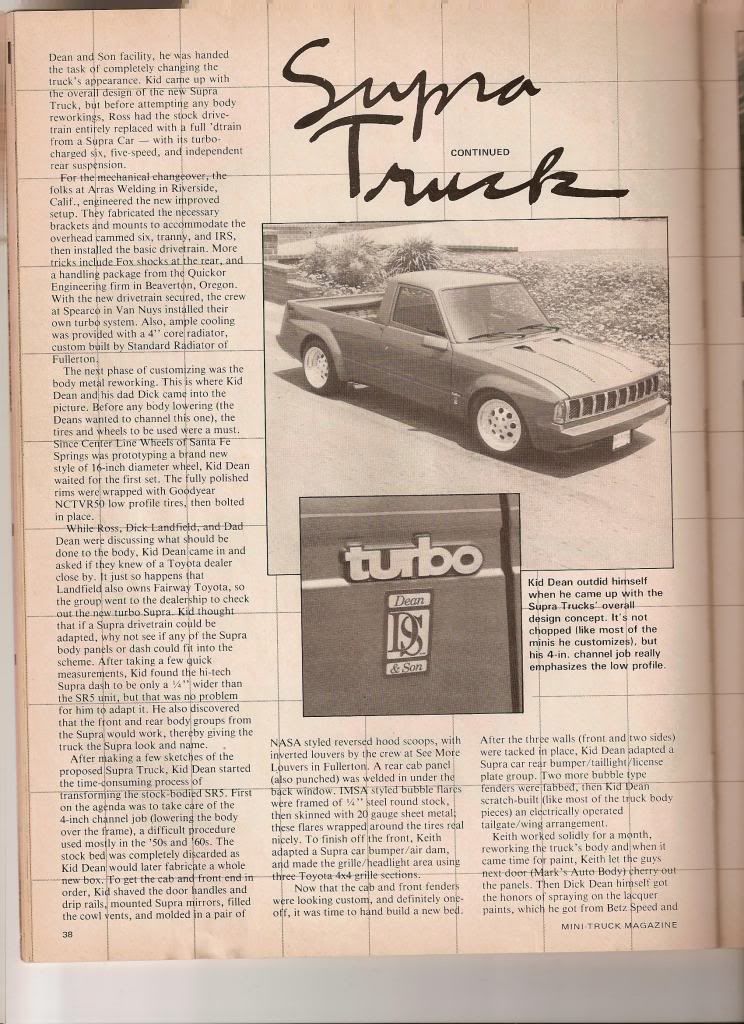 Supra
Truck
CONTINUED
Dean and Son facility, he was handed
the task of completely changing the
truck's appearance. Kid came up with
the overall design of the new Supra
Truck, but before attempting any body
reworkings, Ross had the stock drive-
train entirely replaced with a full 'dtrain
from a Supra Car — with its turbo-
charged six, five-speed, and independent
rear suspension.
For the mechanical changeover, the
folks at Arras Welding in Riverside,
Calif., engineered the new improved
setup. They fabricated the necessary
brackets and mounts to accommodate the
overhead cammed six, tranny, and IRS,
then installed the basic drivetrain. More
tricks include Fox shocks at the rear, and
a handling package from the Quickor
Engineering firm in Beaverton, Oregon.
With the new drivetrain secured, the crew
at Spearco in Van Nuys installed their
own turbo system. Also, ample cooling
was provided with a 4" core radiator,
custom built by Standard Radiator of
Fullerton.
The next phase of customizing was the
body metal reworking. This is where Kid
Dean and his dad Dick came into the
picture. Before any body lowering (the
Deans wanted to channel this one), the
tires and wheels to be used were a must.
Since Center Line Wheels of Santa Fe
Springs was prototyping a brand new
style of 16-inch diameter wheel, Kid Dean
waited for the first set. The fully polished
rims were wrapped with Goodyear
NCTVR50 low profile tires, then bolted
in place.
While Ross, Dick Landfield, and Dad
Dean were discussing what should be
done to the body, Kid Dean came in and
asked if they knew of a Toyota dealer
close by. It just so happens that
Landfield also owns Fairway Toyota, so
the group went to the dealership to check
out the new turbo Supra. Kid thought
that if a Supra drivetrain could be
adapted, why not see if any of the Supra
body panels or dash could fit into the
scheme. After taking a few quick
measurements, Kid found the hi-tech
Supra dash to be only a ¼" wider than
the SR5 unit, but that was no problem
for him to adapt it. He also discovered
that the front and rear body groups from
the Supra would work, thereby giving the
truck the Supra look and name.
After making a few sketches of the
proposed Supra Truck, Kid Dean started
the time-consuming process of
transforming the stock-bodied SR5. First
on the agenda was to take care of the
4-inch channel job (lowering the body
over the frame), a difficult procedure
used mostly in the '50s and '60s. The
stock bed was completely discarded as
Kid Dean would later fabricate a whole
new box. To get the cab and front end in
order, Kid shaved the door handles and
drip rails, mounted Supra mirrors, filled
the cowl vents, and molded in a pair of
turbo
Dean
DS
& Son
Kid Dean outdid himself
when he came up with the
Supra Trucks' overall
design concept. It's not
chopped (like most of the
minis he customizes), but
his 4-in. channel job really
emphasizes the low profile.
NASA styled reversed hood scoops, with
inverted louvers by the crew at See More
Louvers in Fullerton. A rear cab panel
(also punched) was welded in under the
back window. IMSA styled bubble flares
were framed of ¼" steel round stock,
then skinned with 20 gauge sheet metal;
these flares wrapped around the tires real
nicely. To finish off the front, Keith
adapted a Supra car bumper/air dam,
and made the grille/headlight area using
three Toyota 4x4 grille sections.
Now that the cab and front fenders
were looking custom, and definitely one-
off, it was time to hand build a new bed.
After the three walls (front and two sides)
were tacked in place, Kid Dean adapted a
Supra car rear bumper/taillight/license
plate group. Two more bubble type
fenders were fabbed, then Kid Dean
scratch-built (like most of the truck body
pieces) an electrically operated
tailgate/wing arrangement.
Keith worked solidly for a month,
reworking the truck's body and when it
came time for paint, Keith let the guys
next door (Mark's Auto Body) cherry out
the panels. Then Dick Dean himself got
the honors of spraying on the lacquer
paints, which he got from Betz Speed and
38
MINI-TRUCK MAGAZINE